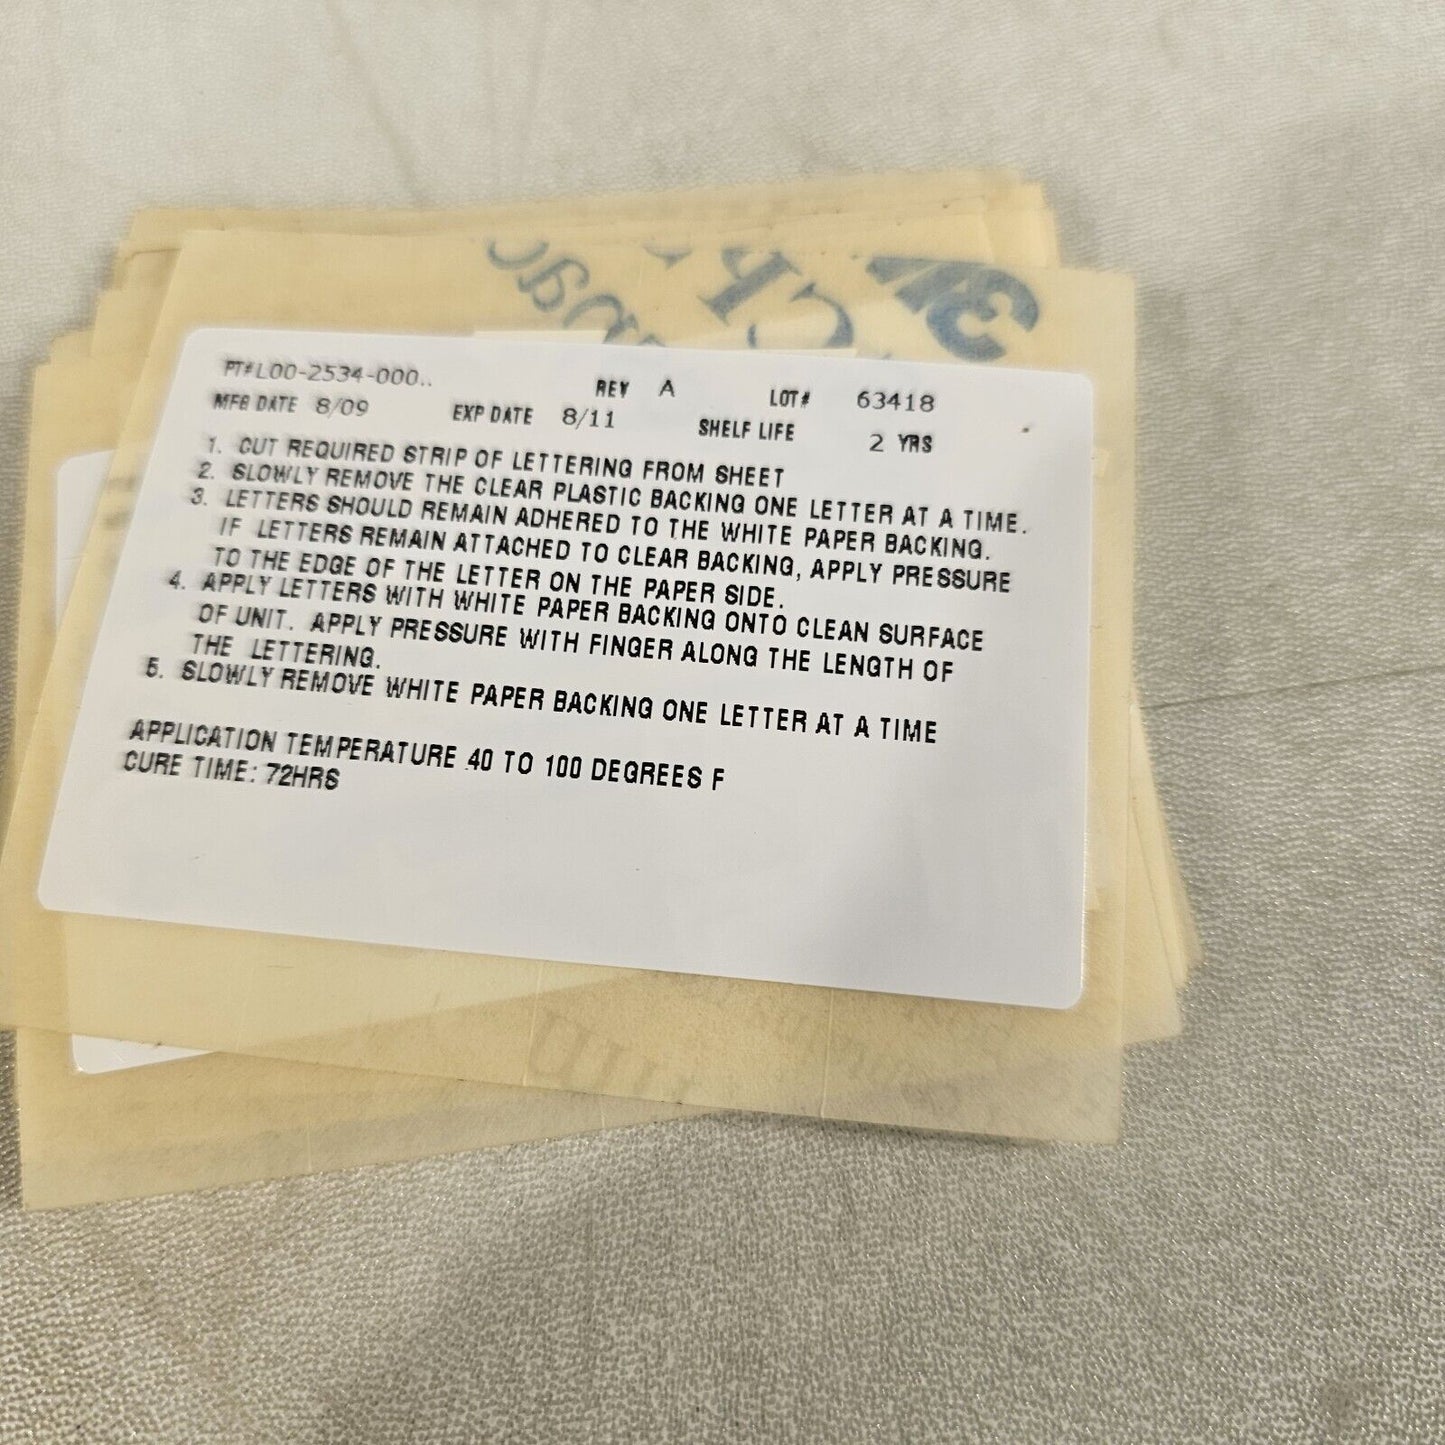 PT# L00-2534-000.. REV A LOT# 63418
MFG DATE 8/09 EXP DATE 8/11 SHELF LIFE 2 YRS
1. CUT REQUIRED STRIP OF LETTERING FROM SHEET
2. SLOWLY REMOVE THE CLEAR PLASTIC BACKING ONE LETTER AT A TIME.
3. LETTERS SHOULD REMAIN ADHERED TO THE WHITE PAPER BACKING.
IF LETTERS REMAIN ATTACHED TO CLEAR BACKING, APPLY PRESSURE
TO THE EDGE OF THE LETTER ON THE PAPER SIDE.
4. APPLY LETTERS WITH WHITE PAPER BACKING ONTO CLEAN SURFACE
OF UNIT. APPLY PRESSURE WITH FINGER ALONG THE LENGTH OF
THE LETTERING.
5. SLOWLY REMOVE WHITE PAPER BACKING ONE LETTER AT A TIME
APPLICATION TEMPERATURE 40 TO 100 DEGREES F
CURE TIME: 72HRS
3M